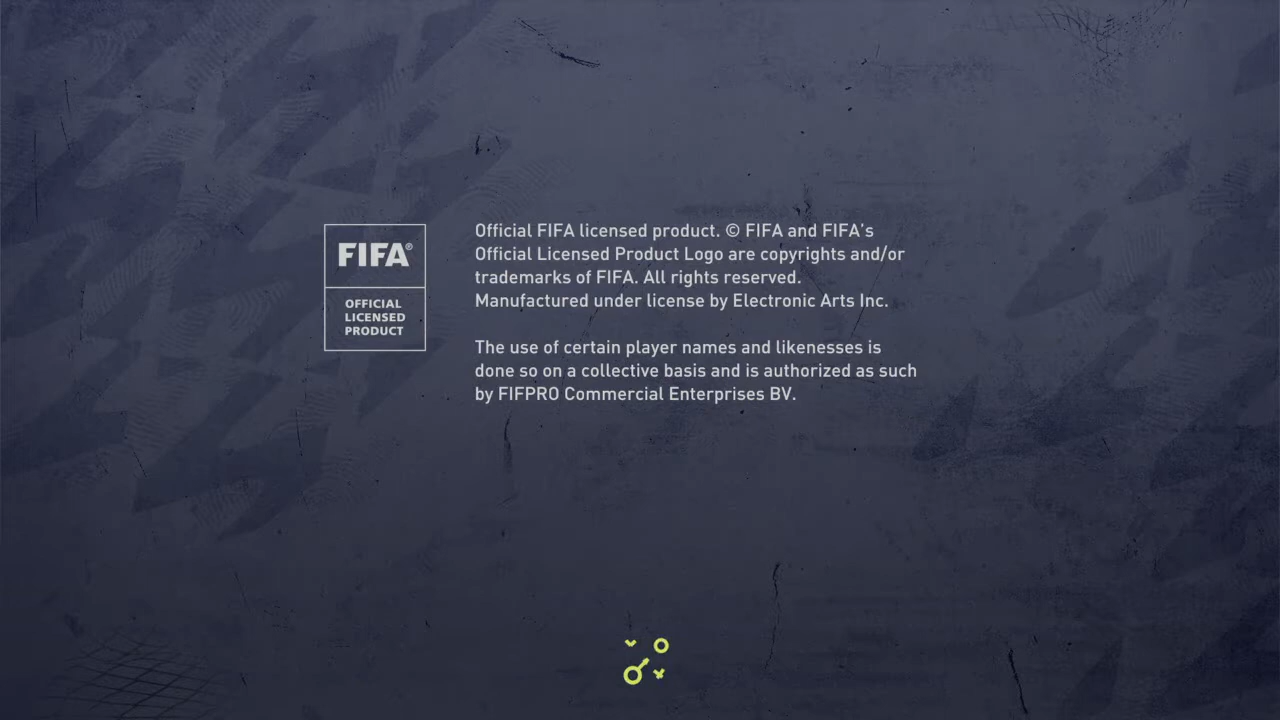 FIFA®
OFFICIAL
LICENSED
PRODUCT
Official FIFA licensed product. © FIFA and FIFA's
Official Licensed Product Logo are copyrights and/or
trademarks of FIFA. All rights reserved.
Manufactured under license by Electronic Arts Inc.
The use of certain player names and likenesses is
done so on a collective basis and is authorized as such
by FIFPRO Commercial Enterprises BV.